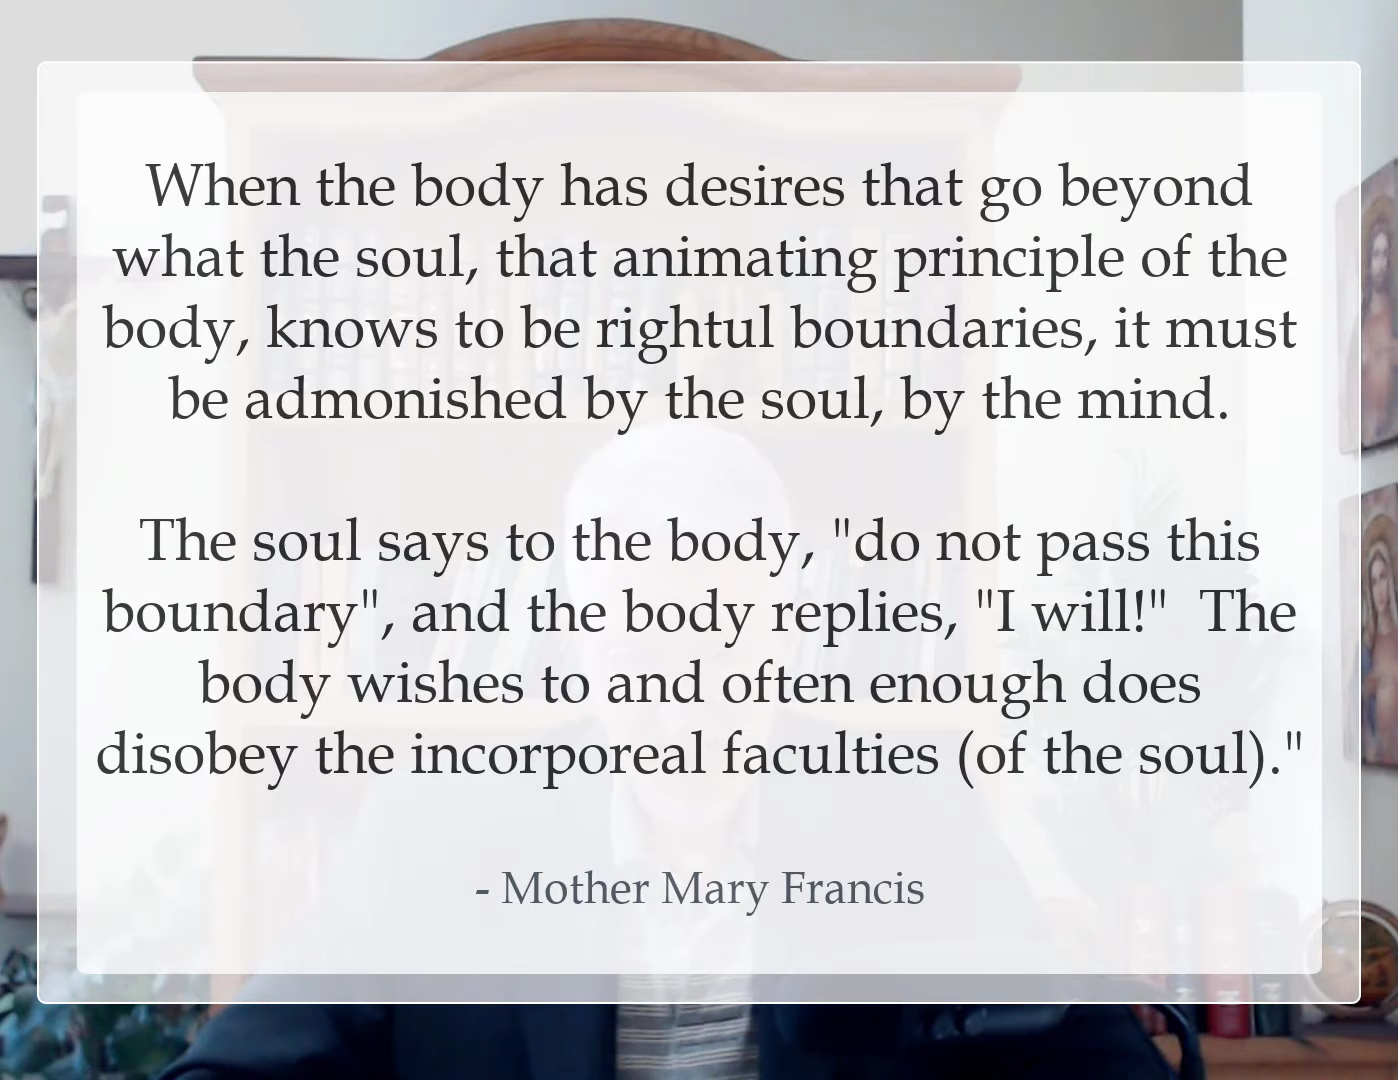 When the body has desires that go beyond
what the soul, that animating principle of the
body, knows to be rightul boundaries, it must
be admonished by the soul, by the mind.
The soul says to the body, "do not pass this
boundary", and the body replies, "I will!"  The
body wishes to and often enough does
disobey the incorporeal faculties (of the soul)."
- Mother Mary Francis